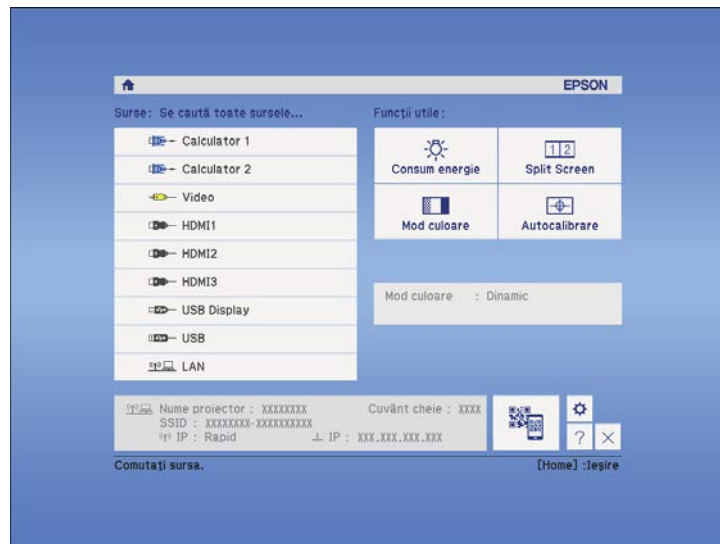 EPSON
Surse: Se caută toate sursele...
Calculator 1
Calculator 2
Video
HDMI1
HDMI2
HDMI3
USB Display
USB
LAN
Funcții utile:
Consum energie
1 2
Split Screen
Mod culoare
Autocalibrare
Mod culoare : Dinamic
Nume proiector : XXXXXXXX Cuvânt cheie : XXXX
SSID : XXXXXXXX-XXXXXXXXXX
IP : Rapid IP : XXX.XXX.XXX.XXX
?
Comutați sursa. [Home] :Ieșire